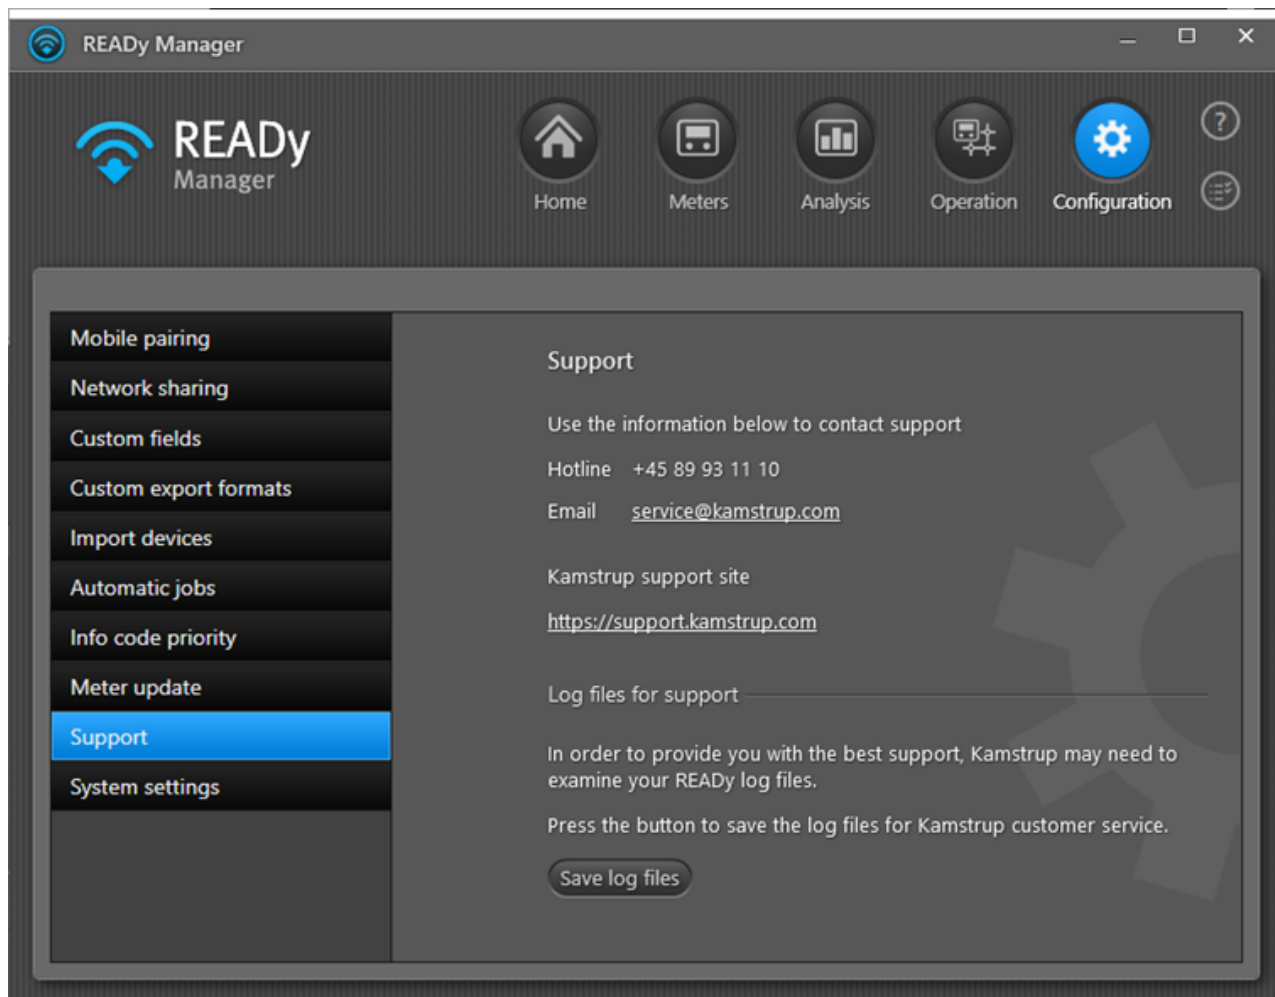 READy Manager
READy
Manager
Home
Meters
Analysis
Operation
Configuration
?
Mobile pairing
Network sharing
Custom fields
Custom export formats
Import devices
Automatic jobs
Info code priority
Meter update
Support
System settings
Support
Use the information below to contact support
Hotline +45 89 93 11 10
Email service@kamstrup.com
Kamstrup support site
https://support.kamstrup.com
Log files for support
In order to provide you with the best support, Kamstrup may need to
examine your READy log files.
Press the button to save the log files for Kamstrup customer service.
Save log files